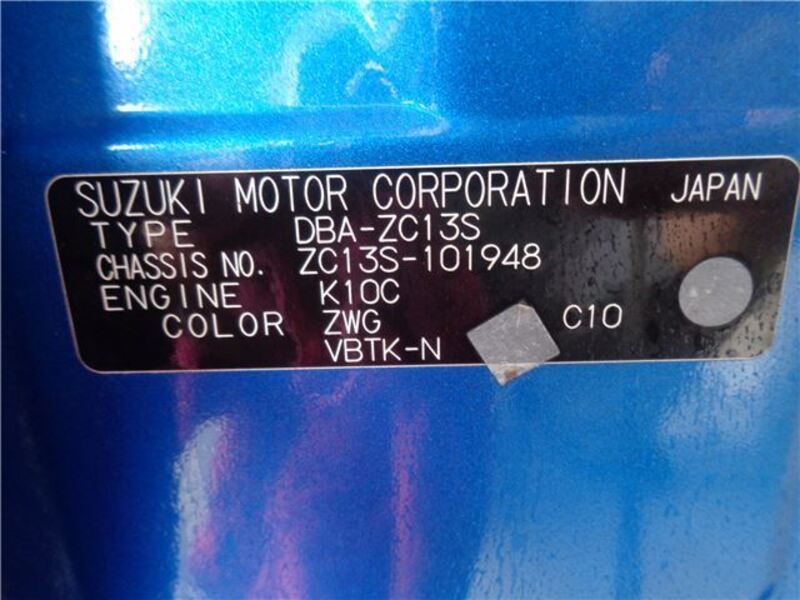 SUZUKI MOTOR CORPORATION JAPAN
TYPE DBA-ZC13S
CHASSIS NO. ZC13S-101948
ENGINE K10C
COLOR ZWG C10
VBTK-N